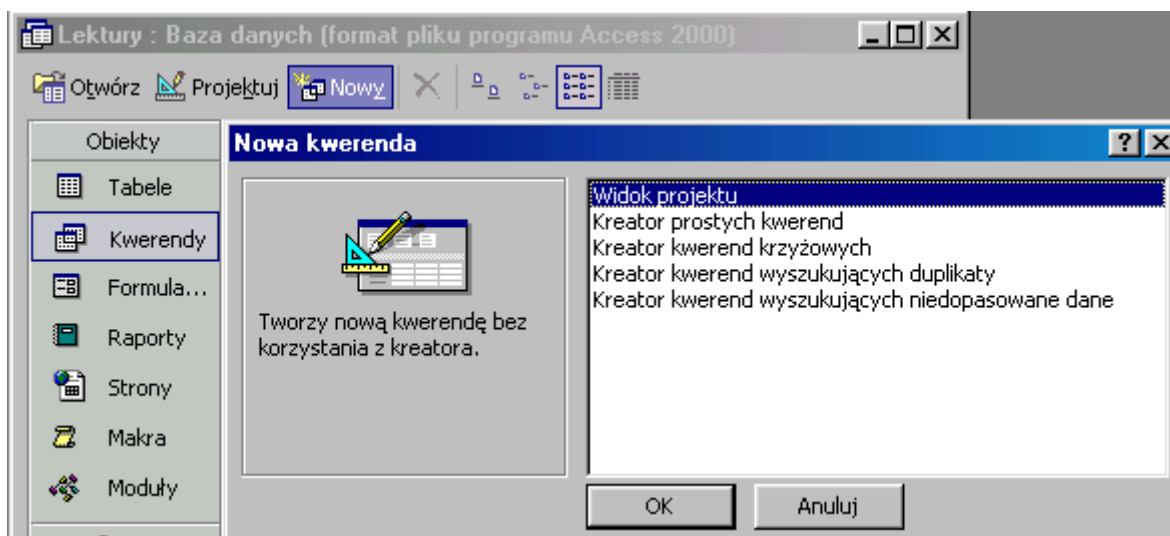 Lektury : Baza danych (format pliku programu Access 2000)
Otwórz Projektuj Nowy
Obiekty
Tabele
Kwerendy
Formula...
Raporty
Strony
Makra
Moduły
Nowa kwerenda
Tworzy nową kwerendę bez
korzystania z kreatora.
Widok projektu
Kreator prostych kwerend
Kreator kwerend krzyżowych
Kreator kwerend wyszukujących duplikaty
Kreator kwerend wyszukujących niedopasowane dane
OK Anuluj